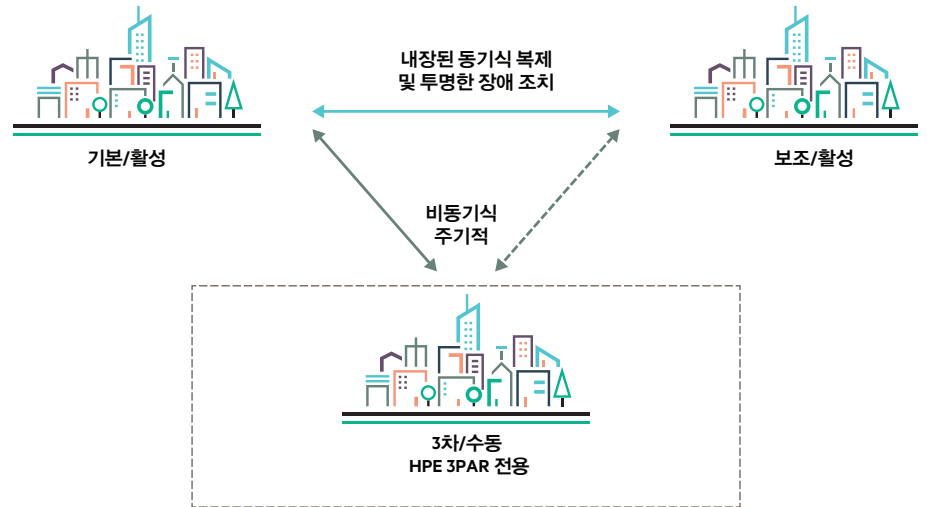 내장된 동기식 복제
및 투명한 장애 조치
기본/활성
보조/활성
비동기식
주기적
3차/수동
HPE 3PAR 전용